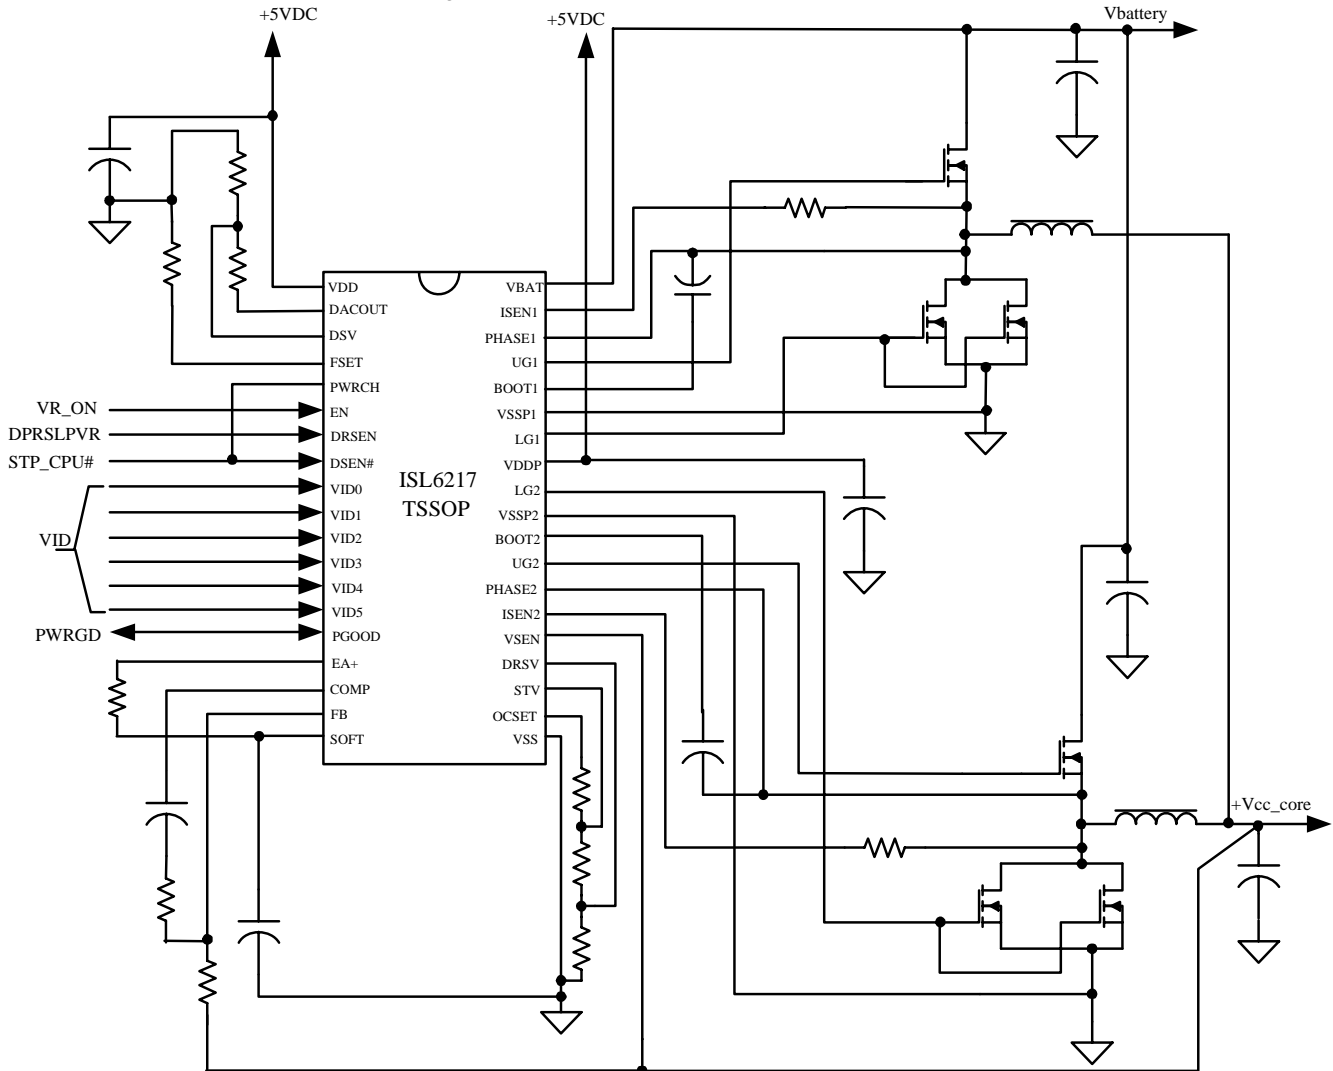 +5VDC
+5VDC
Vbattery
VDD
DACOUT
DSV
FSET
PWRCH
EN
DRSEN
DSEN#
VID0
VID1
VID2
VID3
VID4
VID5
PGOOD
EA+
COMP
FB
SOFT
VR_ON
DPRSLPVR
STP_CPU#
VID
PWRGD
ISL6217
TSSOP
VBAT
ISEN1
PHASE1
UG1
BOOT1
VSSP1
LG1
VDDP
LG2
VSSP2
BOOT2
UG2
PHASE2
ISEN2
VSEN
DRSV
STV
OCSET
VSS
+Vcc_core